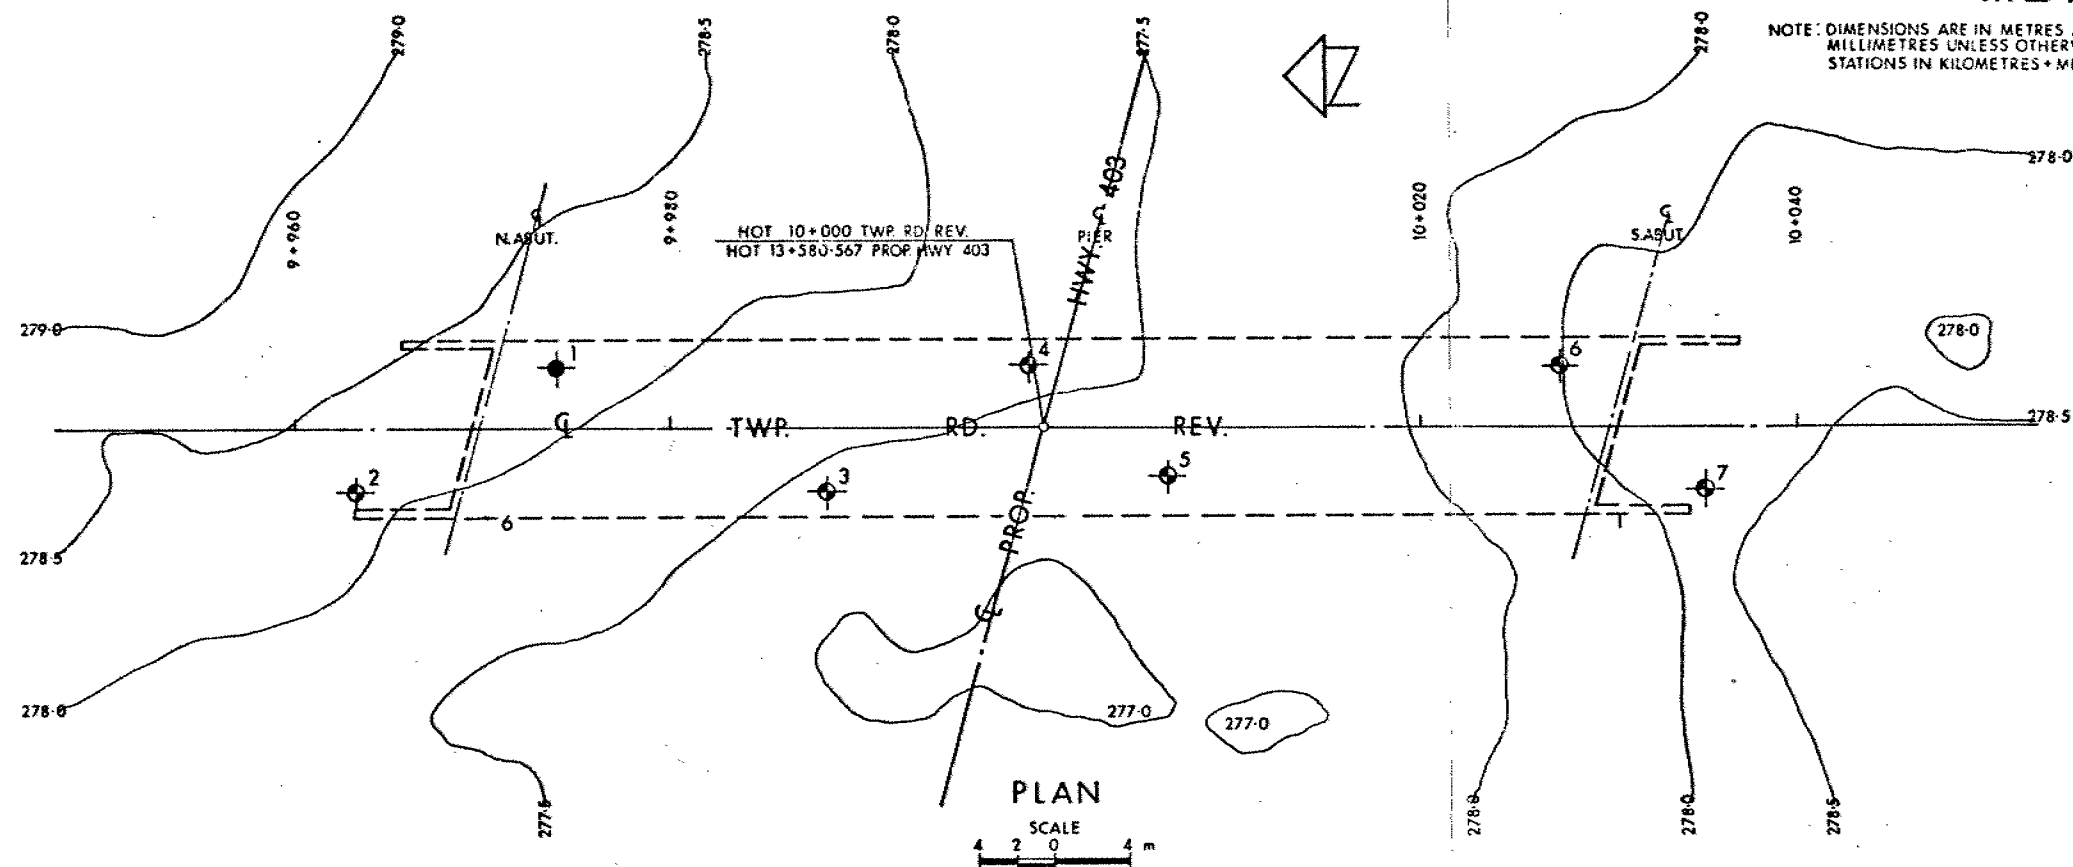 279·0
278·5
278·0
277·5
278·0
NOTE: DIMENSIONS ARE IN METRES
MILLIMETRES UNLESS
STATIONS IN KILOMETRES +
278·0
9+960
N. ABUT.
9+980
HOT 10+000 TWP. RD. REV.
HOT 13+580·567 PROP. HWY 403
PIER
HWY. 403
10+020
S. ABUT.
10+040
279·0
278·0
1
4
6
TWP. RD. REV.
278·5
2
3
5
7
6
1
278·5
PROP.
278·0
277·0
277·0
277·5
PLAN
278·0
278·0
278·5
SCALE
4 2 0 4 m